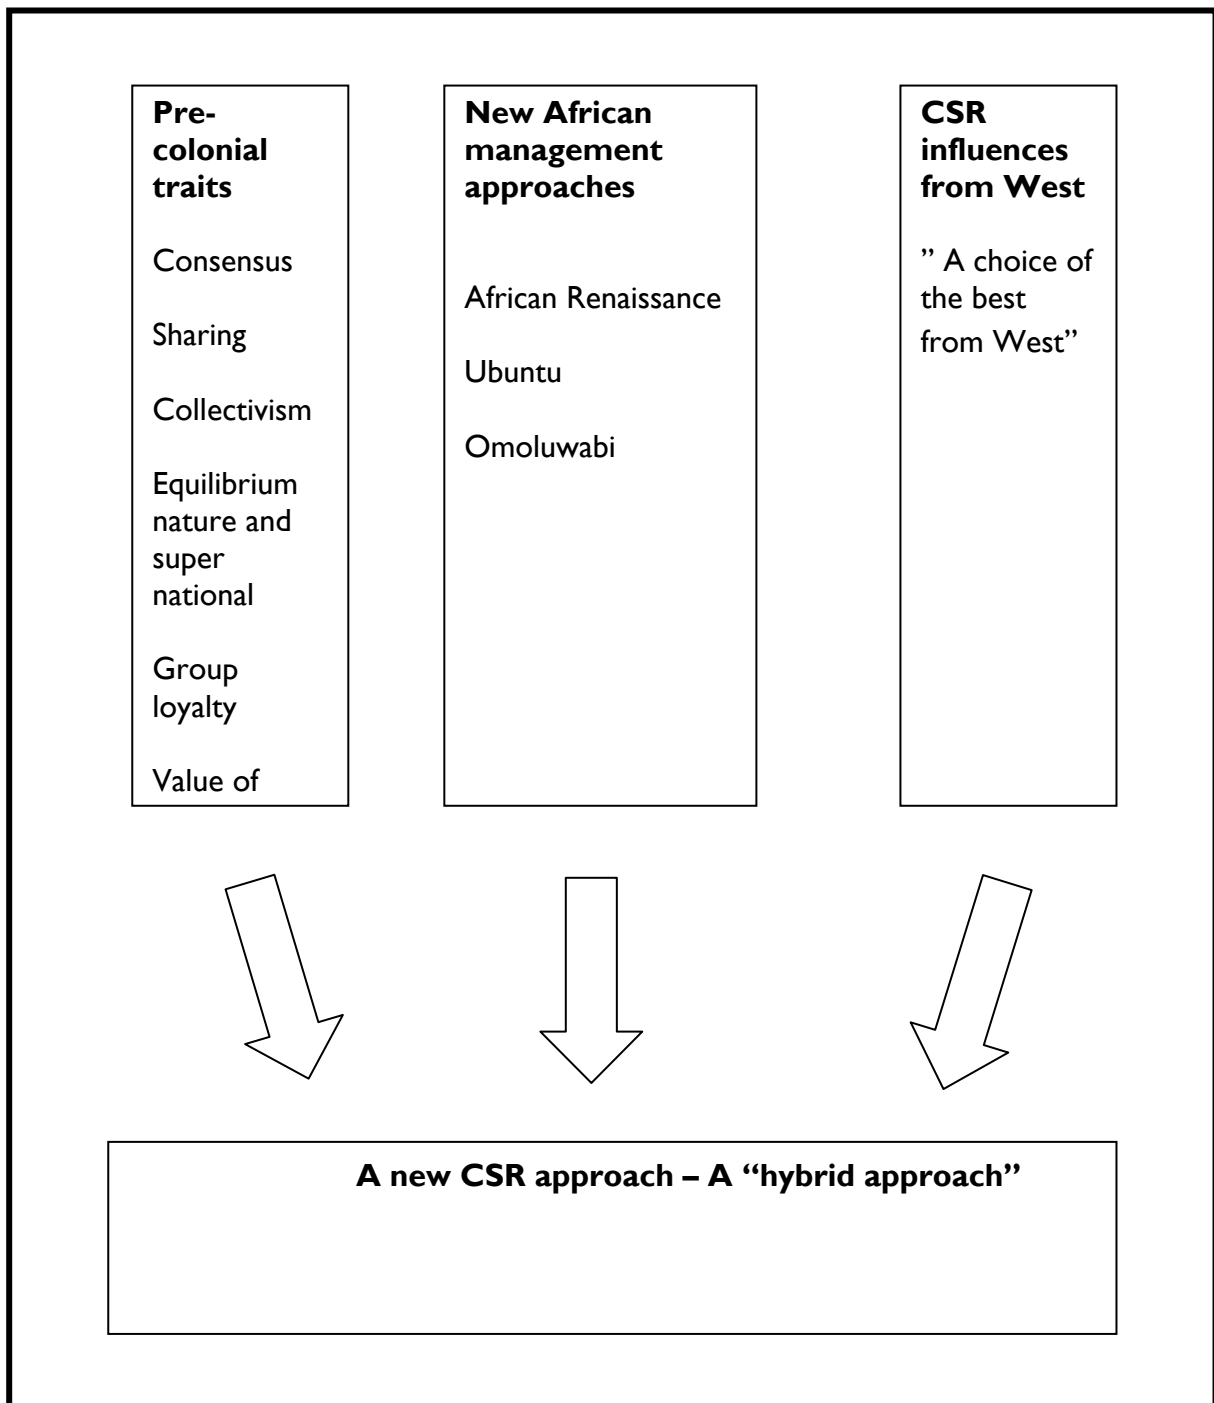 Pre-
colonial
traits
Consensus
Sharing
Collectivism
Equilibrium
nature and
super
national
Group
loyalty
Value of
New African
management
approaches
African Renaissance
Ubuntu
Omoluwabi
CSR
influences
from West
” A choice of
the best
from West”
A new CSR approach – A “hybrid approach”